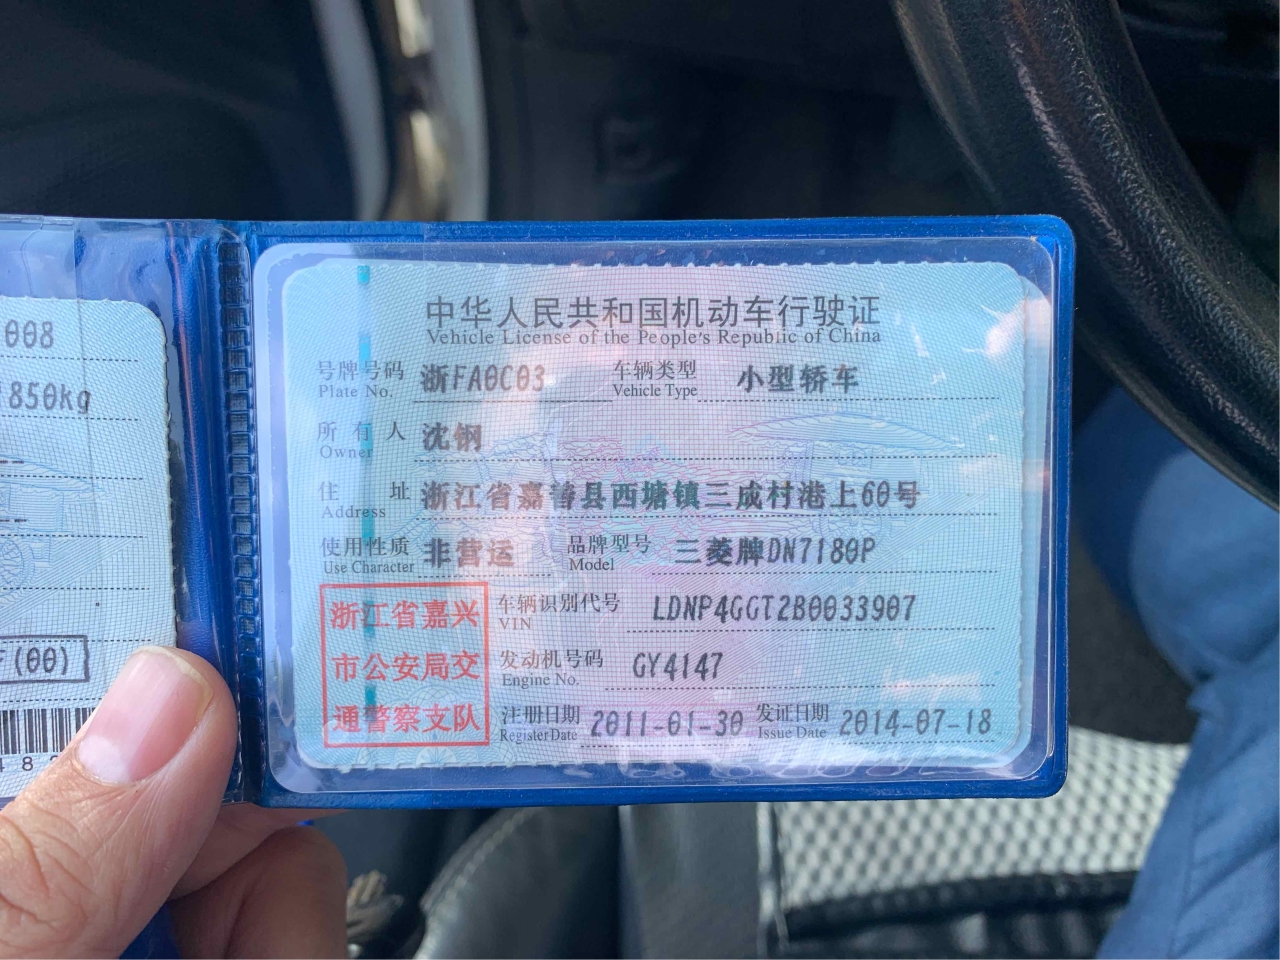 008
1850kg
(00)
中华人民共和国机动车行驶证
Vehicle License of the People's Republic of China
号牌号码 浙FA0C03 车辆类型 小型轿车
Plate No. Vehicle Type
所有人 沈钢
Owner
住址 浙江省嘉善县西塘镇三成村港上60号
Address
使用性质 非营运 品牌型号 三菱牌DN7180P
Use Character Model
浙江省嘉兴
市公安局交
通警察支队
车辆识别代号 LDNP4GGT2B0033907
VIN
发动机号码 GY4147
Engine No.
注册日期 2011-01-30 发证日期 2014-07-18
Register Date Issue Date